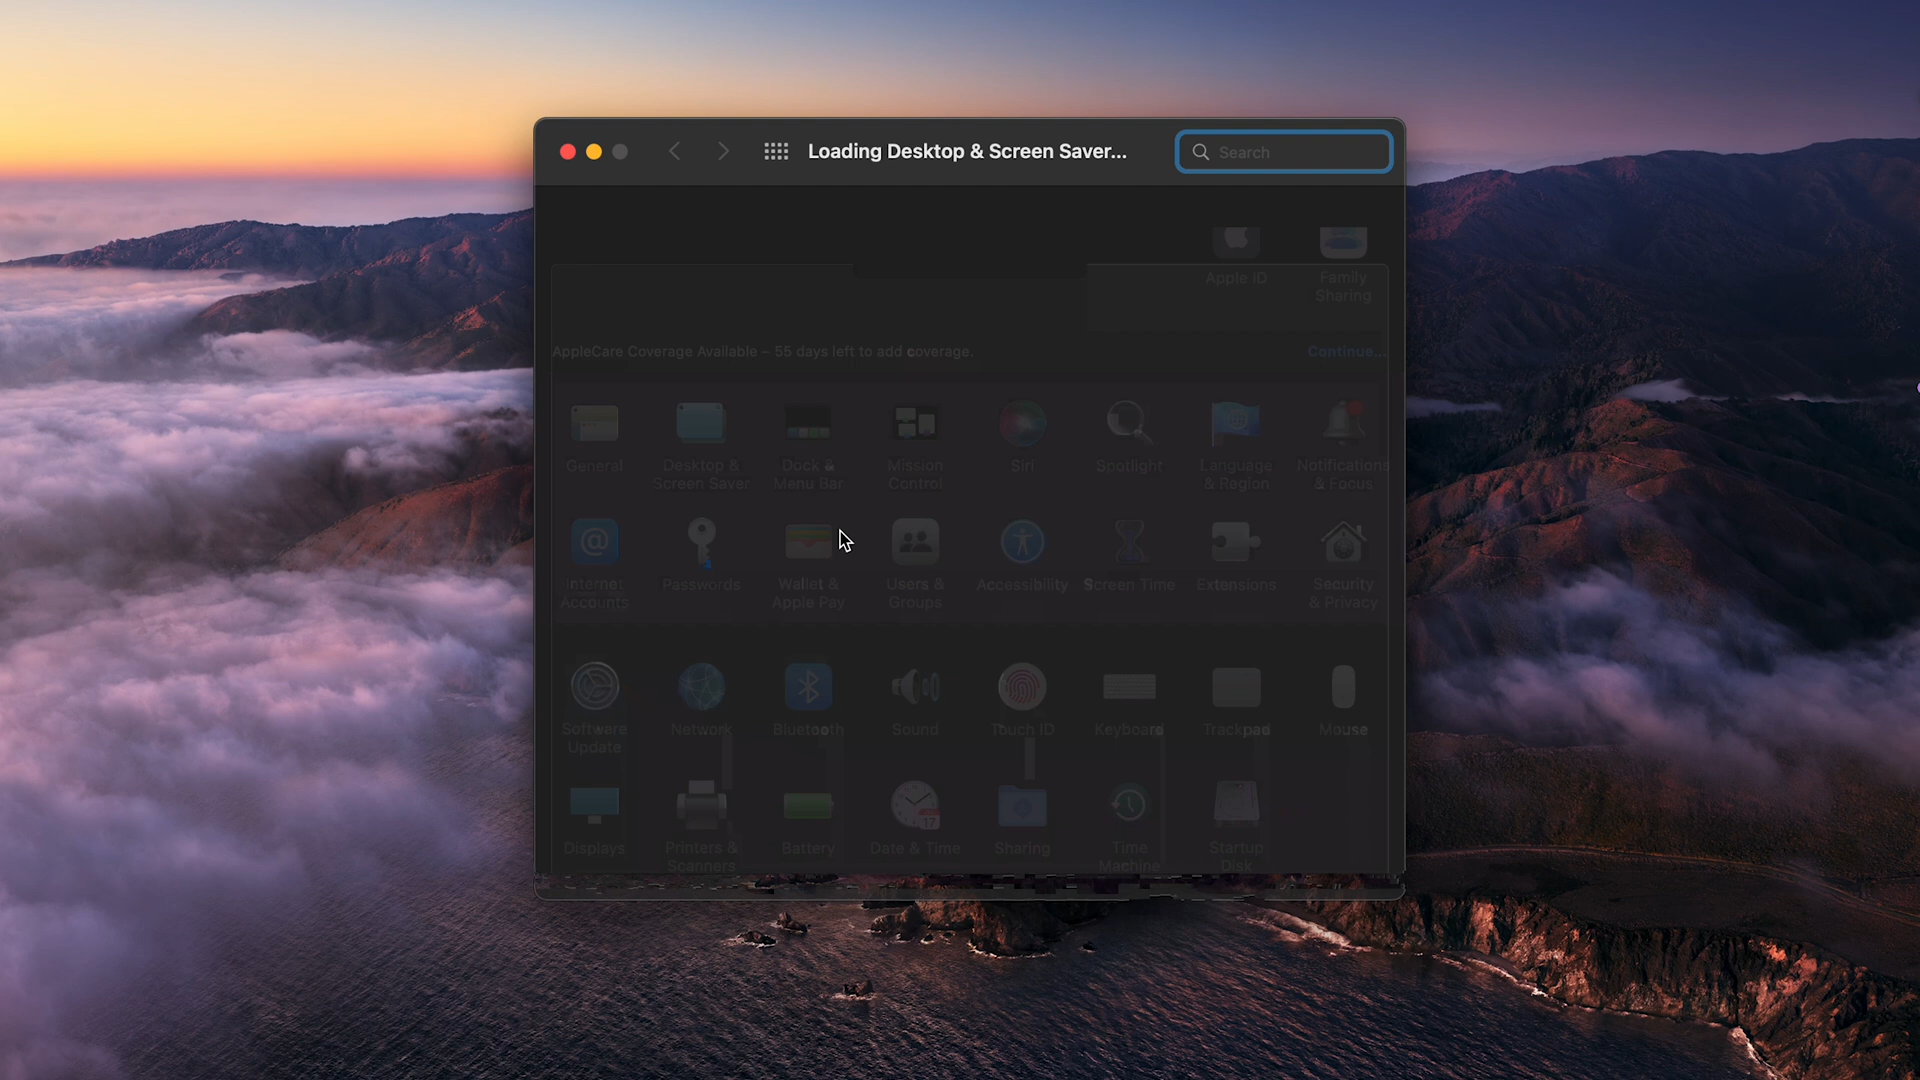 Loading Desktop & Screen Saver...
Search
Apple ID
Family
Sharing
AppleCare Coverage Available – 55 days left to add coverage.
Continue...
General
Desktop &
Screen Saver
Dock &
Menu Bar
Mission
Control
Siri
Spotlight
Language
& Region
Notifications
& Focus
Internet
Accounts
Passwords
Wallet &
Apple Pay
Users &
Groups
Accessibility
Screen Time
Extensions
Security
& Privacy
Software
Update
Network
Bluetooth
Sound
Touch ID
Keyboard
Trackpad
Mouse
Displays
Printers &
Scanners
Battery
17
Date & Time
Sharing
Time
Machine
Startup
Disk